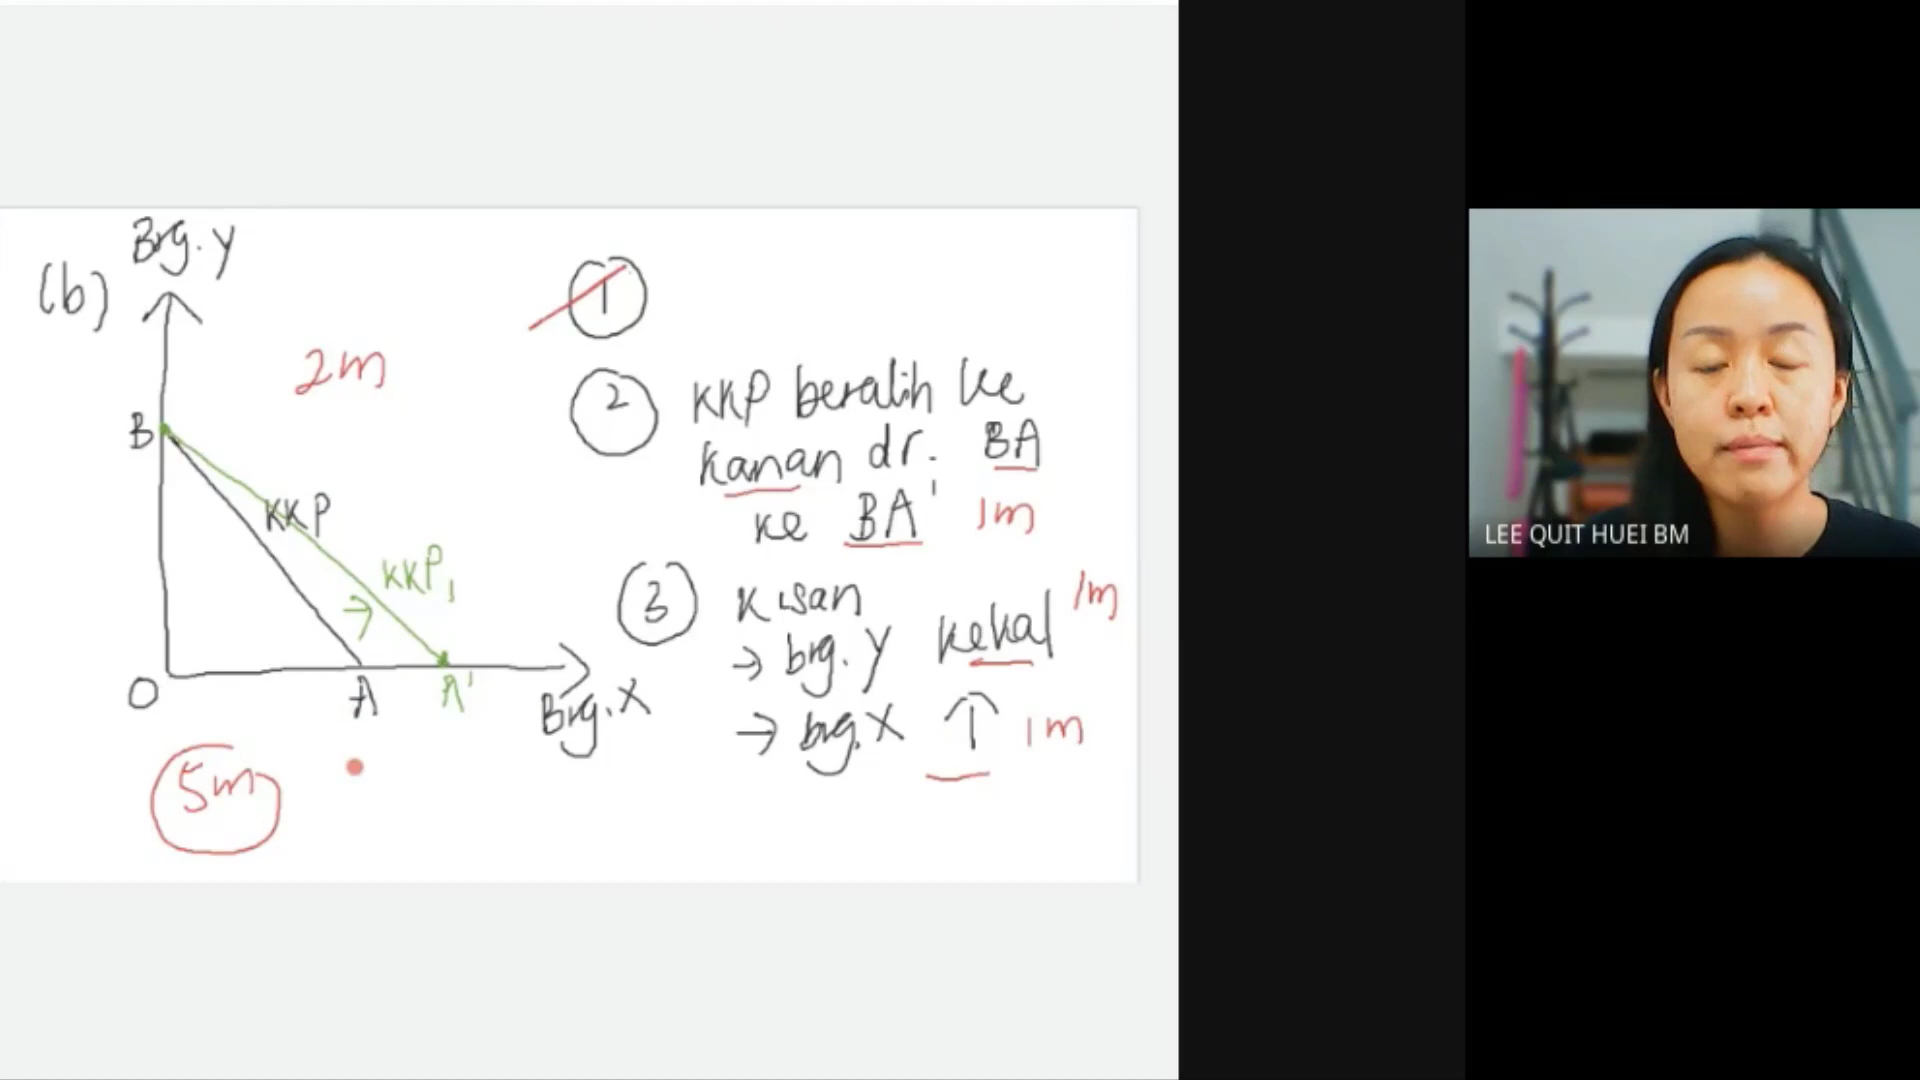 Brg. Y
(b)
2m
B
KKP
KKP₁
O
A
A'
Brg. X
5m
1
2 KKP beralih ke
kanan dr. BA
ke BA' 1m
3 Kesan
→ brg. Y kekal 1m
→ brg. X ↑ 1m
LEE QUIT HUEI BM